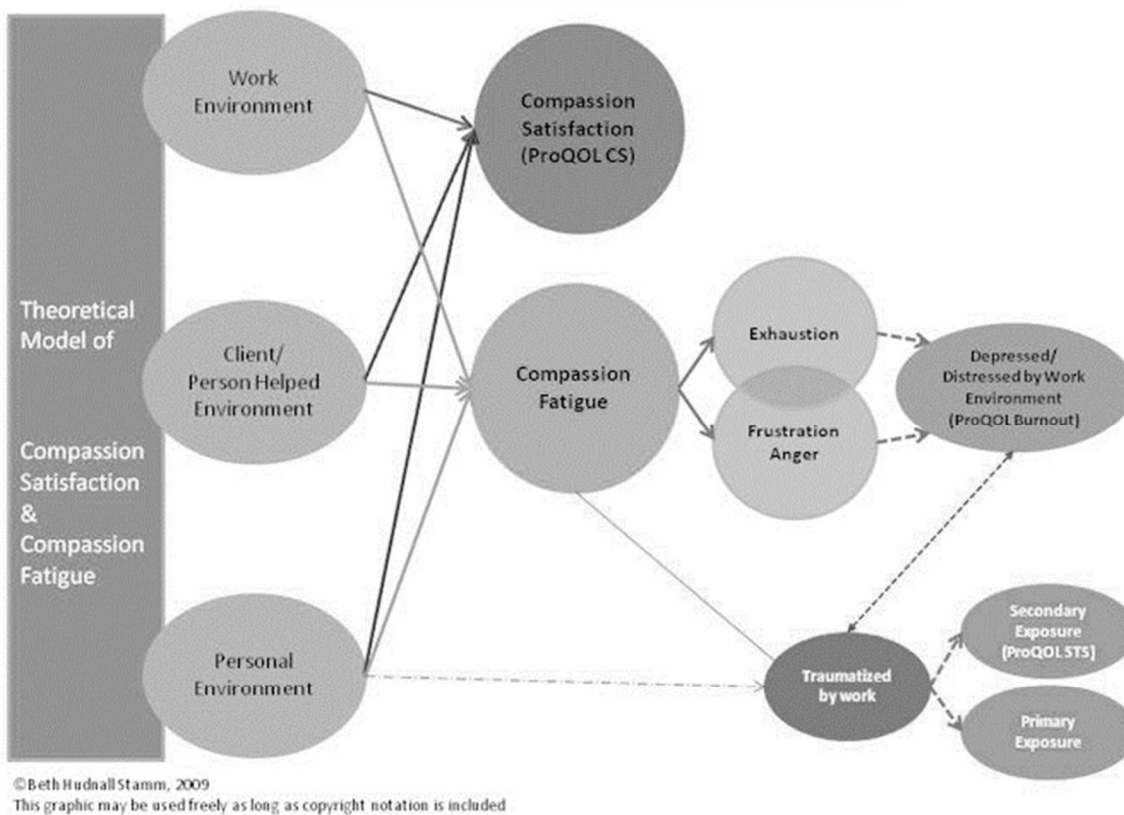 Theoretical
Model of
Compassion
Satisfaction
&
Compassion
Fatigue
Work
Environment
Client/
Person Helped
Environment
Personal
Environment
Compassion
Satisfaction
(ProQOL CS)
Compassion
Fatigue
Exhaustion
Frustration
Anger
Depressed/
Distressed by Work
Environment
(ProQOL Burnout)
Traumatized
by work
Secondary
Exposure
(ProQOL STS)
Primary
Exposure
©Beth Hudnall Stamm, 2009
This graphic may be used freely as long as copyright notation is included